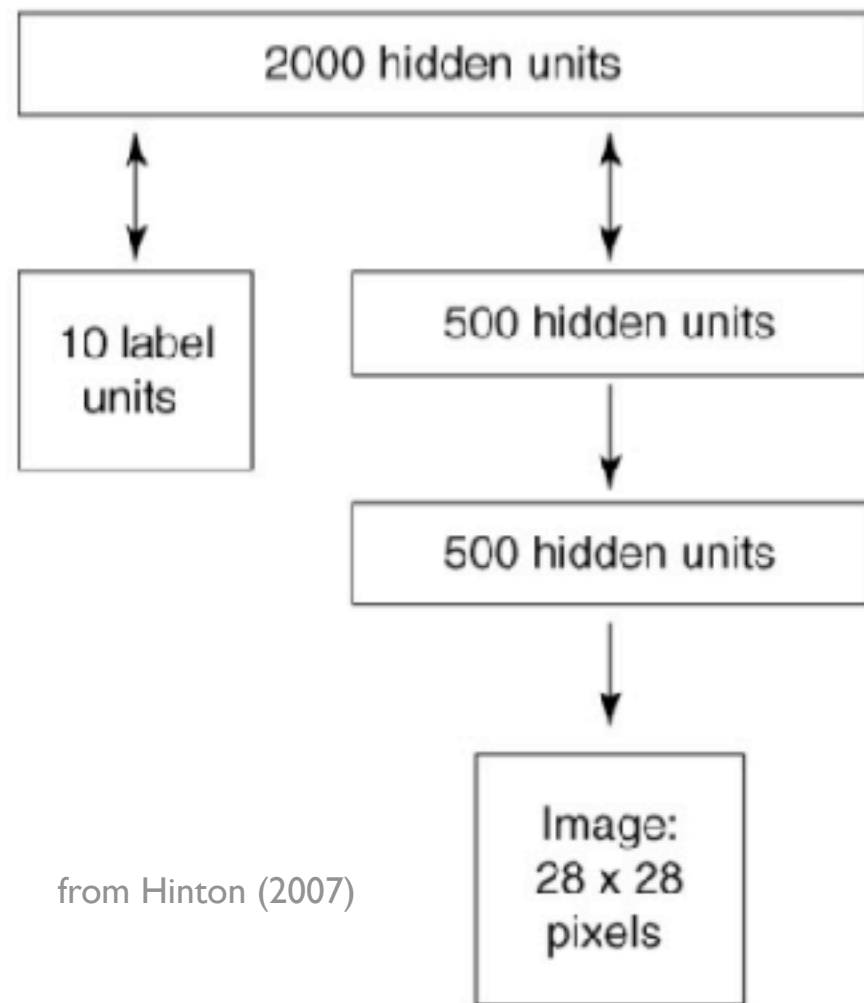 2000 hidden units
10 label
units
500 hidden units
500 hidden units
Image:
28 x 28
pixels
from Hinton (2007)